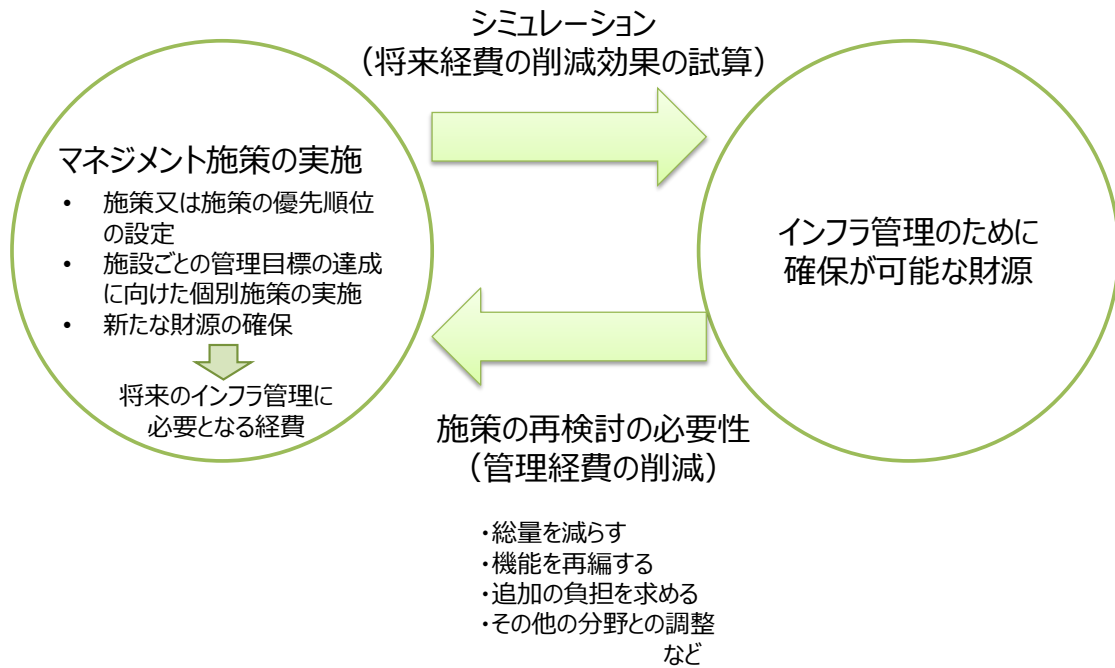 シミュレーション
（将来経費の削減効果の試算）
マネジメント施策の実施
• 施策又は施策の優先順位
の設定
• 施設ごとの管理目標の達成
に向けた個別施策の実施
• 新たな財源の確保
将来のインフラ管理に
必要となる経費
インフラ管理のために
確保が可能な財源
施策の再検討の必要性
（管理経費の削減）
・総量を減らす
・機能を再編する
・追加の負担を求める
・その他の分野との調整
など